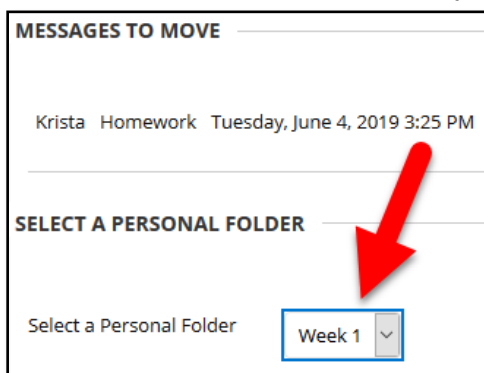 MESSAGES TO MOVE
Krista Homework Tuesday, June 4, 2019 3:25 PM
SELECT A PERSONAL FOLDER
Select a Personal Folder Week 1